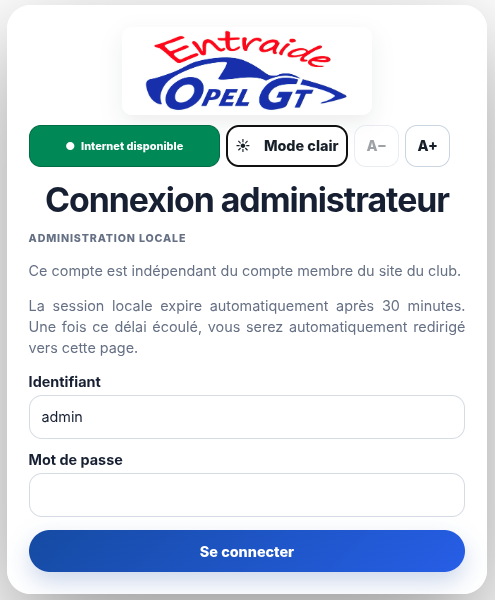 Entraide
OPEL GT
Internet disponible
Mode clair
A−
A+
Connexion administrateur
ADMINISTRATION LOCALE
Ce compte est indépendant du compte membre du site du club.
La session locale expire automatiquement après 30 minutes.
Une fois ce délai écoulé, vous serez automatiquement redirigé
vers cette page.
Identifiant
admin
Mot de passe
Se connecter